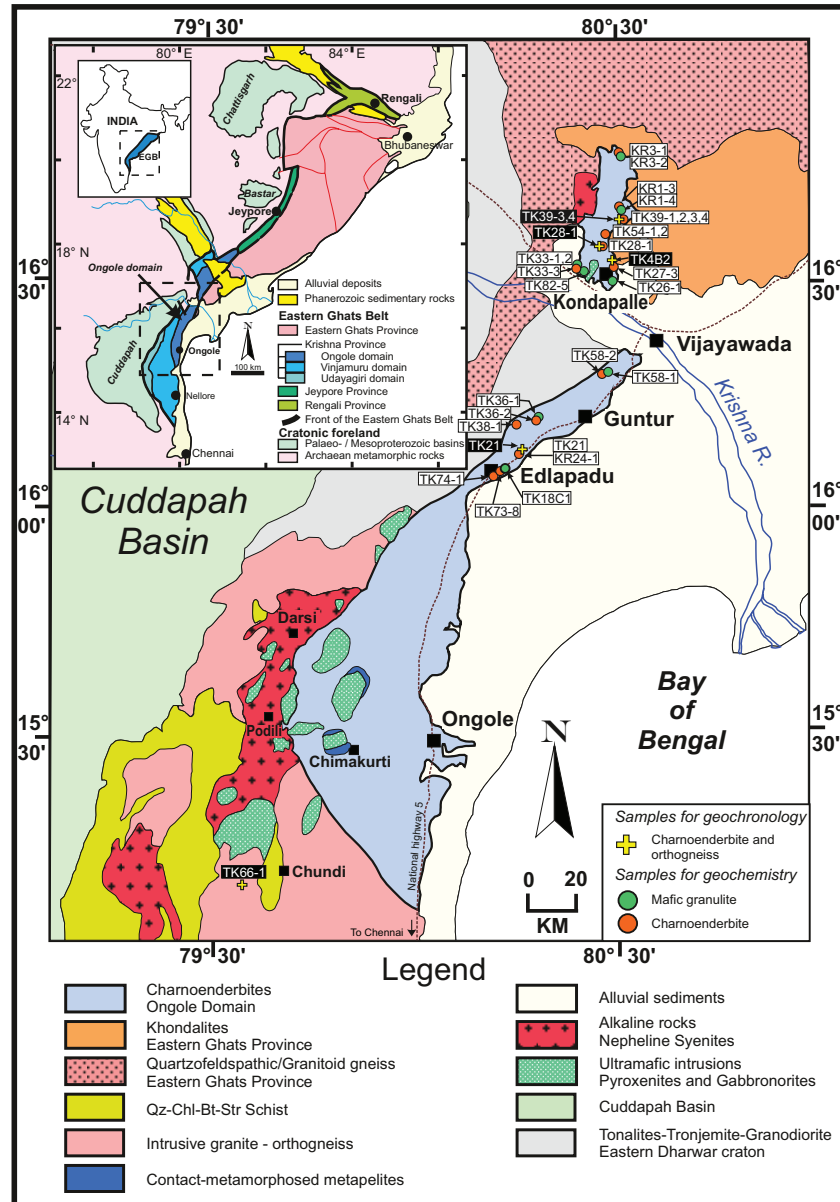 79°30'
80°30'
80° E
84° E
22°
INDIA
EGB
Chattisgarh
Rengali
Bhubaneswar
Bastar
Jeypore
18° N
Ongole domain
Cuddapah
Ongole
Nellore
14° N
Chennai
N
100 km
Alluvial deposits
Phanerozoic sedimentary rocks
Eastern Ghats Belt
Eastern Ghats Province
Krishna Province
Ongole domain
Vinjamuru domain
Udayagiri domain
Jeypore Province
Rengali Province
Front of the Eastern Ghats Belt
Cratonic foreland
Palaeo- / Mesoproterozoic basins
Archaean metamorphic rocks
KR3-1
KR3-2
KR1-3
KR1-4
TK39-3,4
TK39-1,2,3,4
TK28-1
TK54-1,2
TK28-1
TK33-1,2
TK4B2
TK33-3
TK27-3
TK82-5
TK26-1
Kondapalle
16°
30'
16°
30'
Vijayawada
Krishna R.
TK58-2
TK58-1
TK36-1
TK36-2
TK38-1
Guntur
TK21
TK21
KR24-1
Edlapadu
TK74-1
TK18C1
TK73-8
16°
00'
16°
00'
Cuddapah
Basin
Darsi
Podili
Chimakurti
Ongole
Bay
of
Bengal
15°
30'
15°
30'
National highway 5
TK66-1
Chundi
To Chennai
N
0 20
KM
Samples for geochronology
Charnoenderbite and
orthogneiss
Samples for geochemistry
Mafic granulite
Charnoenderbite
79°30'
80°30'
Legend
Charnoenderbites
Ongole Domain
Khondalites
Eastern Ghats Province
Quartzofeldspathic/Granitoid gneiss
Eastern Ghats Province
Qz-Chl-Bt-Str Schist
Intrusive granite - orthogneiss
Contact-metamorphosed metapelites
Alluvial sediments
Alkaline rocks
Nepheline Syenites
Ultramafic intrusions
Pyroxenites and Gabbronorites
Cuddapah Basin
Tonalites-Tronjemite-Granodiorite
Eastern Dharwar craton